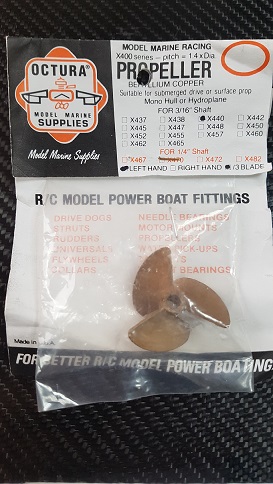 MODEL MARINE RACING
X400 series - pitch = 1.4 x Dia.
PROPELLER
BERYLLIUM COPPER
Suitable for submerged drive or surface prop
Mono Hull or Hydroplane
FOR 3/16" Shaft
X437 X438 X440 X442
X445 X447 X448 X450
X452 X455 X457 X460
X462 X465
FOR 1/4" Shaft
X467 X470 X472 X482
LEFT HAND RIGHT HAND /3 BLADE
OCTURA
MODEL MARINE
SUPPLIES
Model Marine Supplies
R/C MODEL POWER BOAT FITTINGS
DRIVE DOGS
STRUTS
RUDDERS
UNIVERSALS
FLYWHEELS
COLLARS
NEEDLE BEARINGS
MOTOR MOUNTS
PROPELLERS
BEARINGS
Made in U.S.A.
FOR BETTER R/C MODEL POWER BOATING